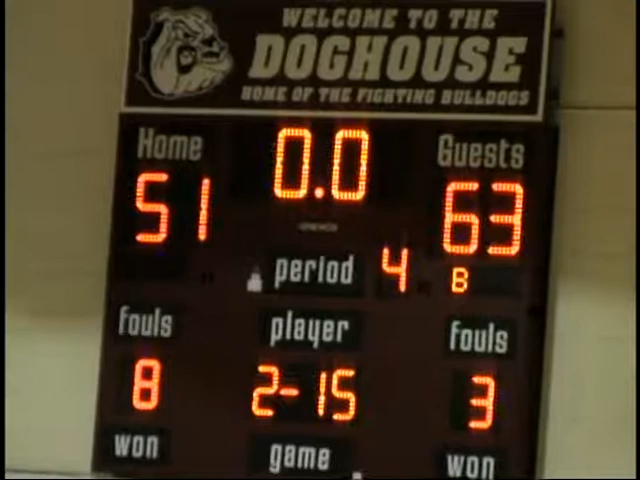 WELCOME TO THE
DOGHOUSE
HOME OF THE FIGHTING BULLDOGS
Home 0.0 Guests
51 63
period 4 B
fouls player fouls
8 2-15 3
won game won